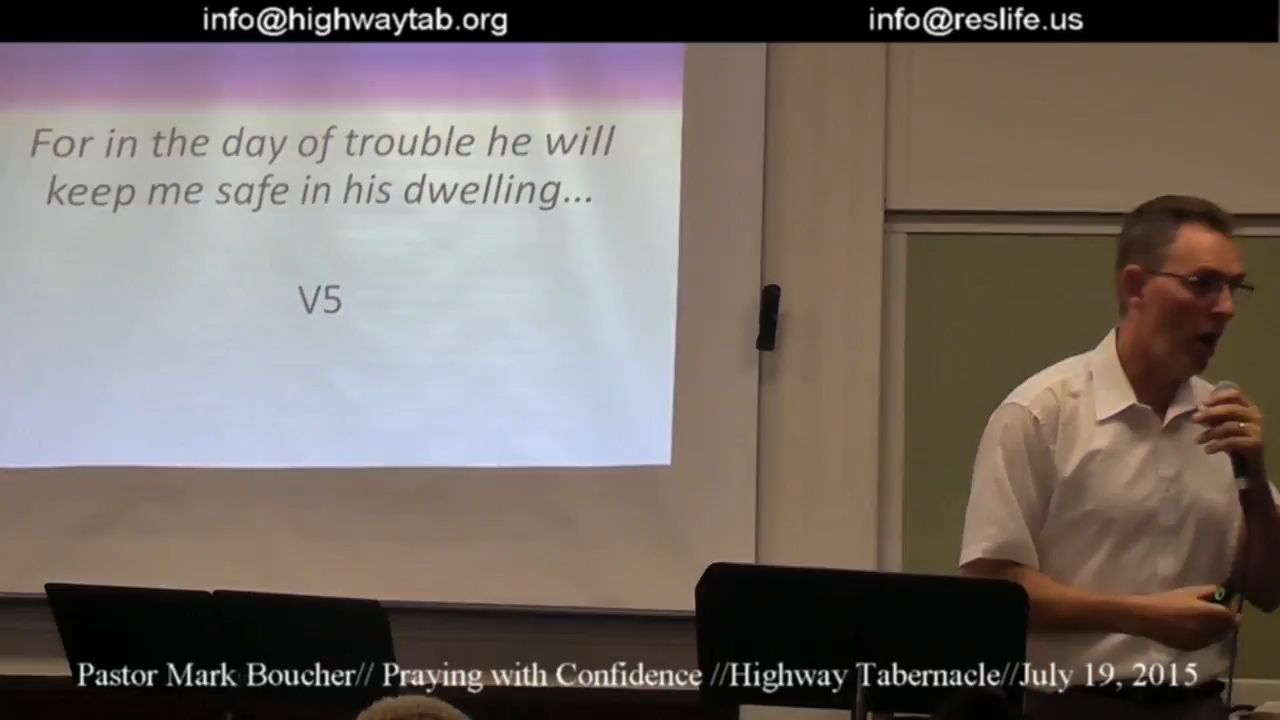 info@highwaytab.org info@reslife.us
For in the day of trouble he will
keep me safe in his dwelling...
V5
Pastor Mark Boucher// Praying with Confidence //Highway Tabernacle//July 19, 2015